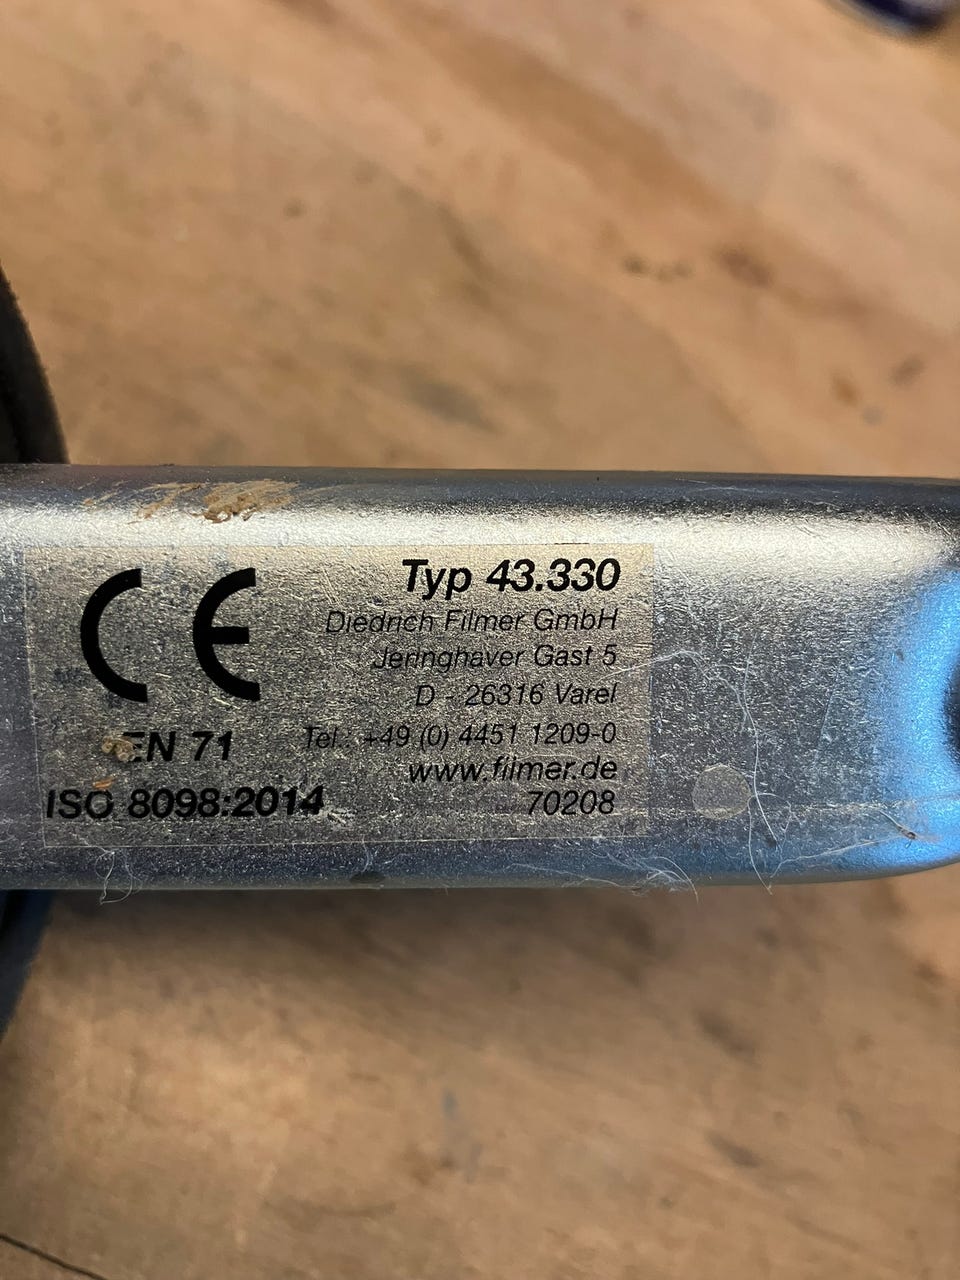 CE
Typ 43.330
Diedrich Filmer GmbH
Jeringhaver Gast 5
D - 26316 Varel
Tel.: +49 (0) 4451 1209-0
www.filmer.de
70208
EN 71
ISO 8098:2014